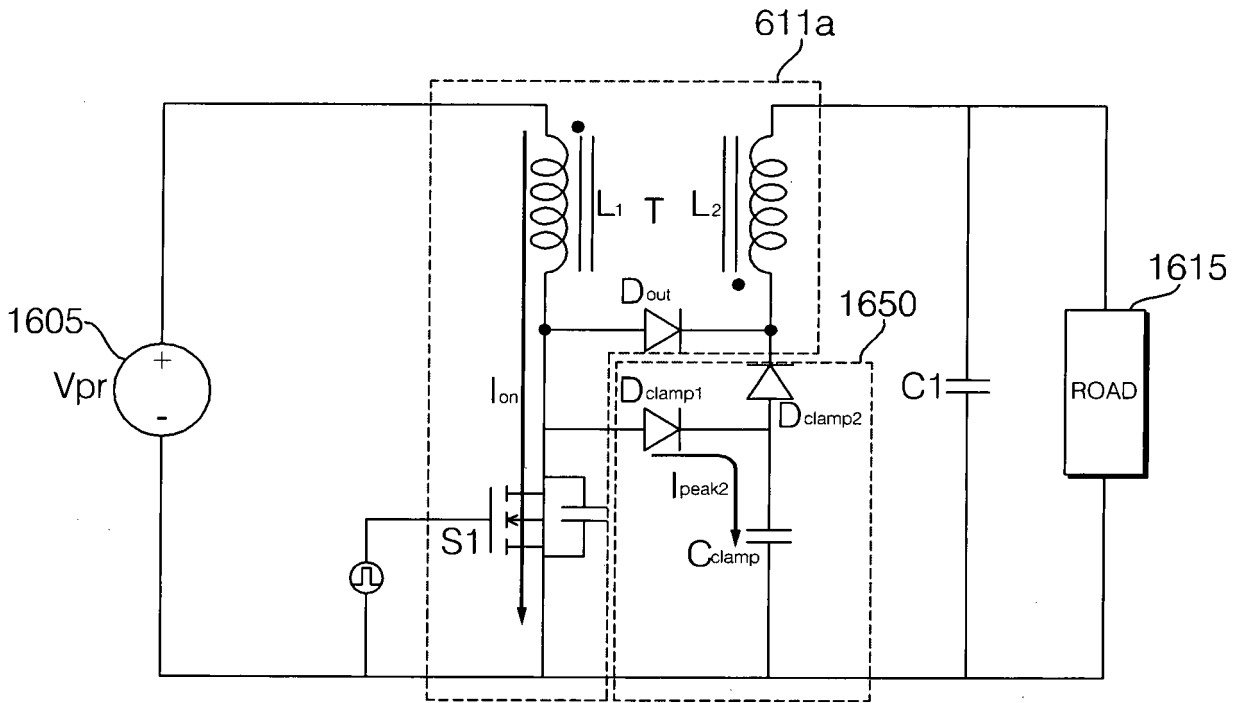 611a
L1 T L2
Dout
1650
1615
1605
Vpr
+
-
Ion
Dclamp1
Dclamp2
C1
ROAD
Ipeak2
S1
Cclamp